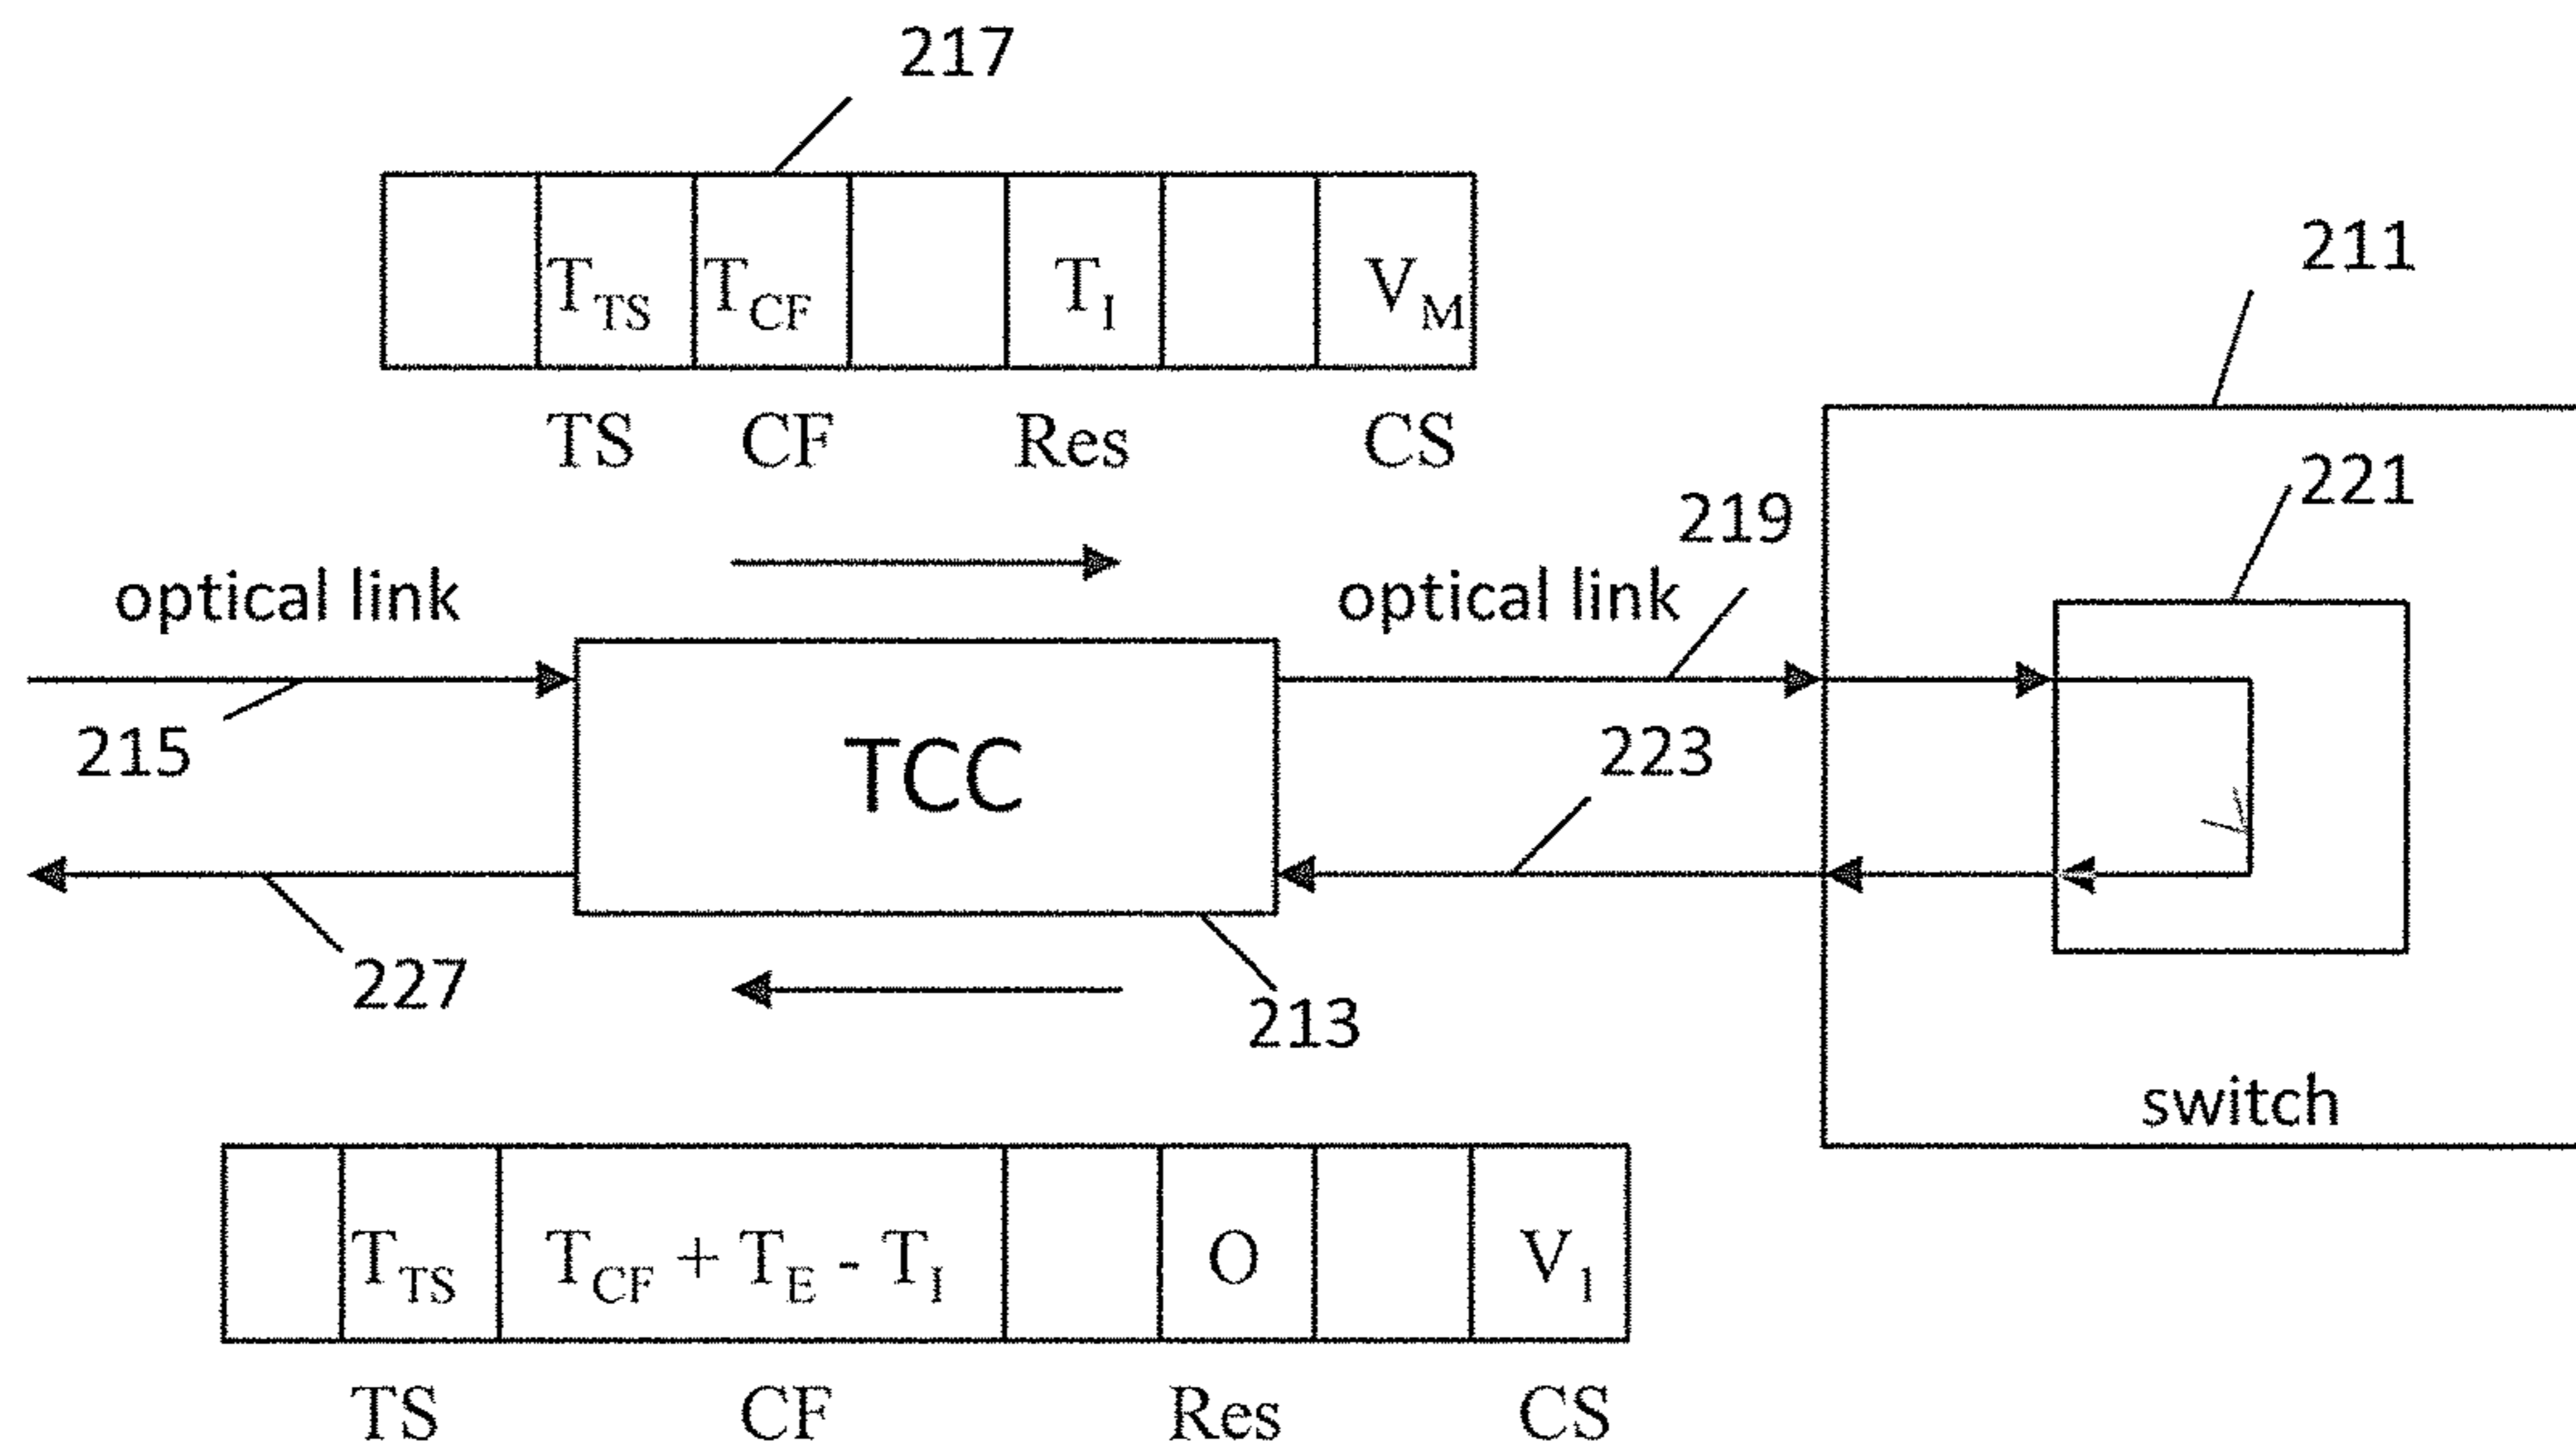 217
T_TS T_CF T_I V_M
TS CF Res CS
211
221
219
optical link optical link
215
TCC
223
227
213
switch
T_TS T_CF + T_E - T_I O V_1
TS CF Res CS